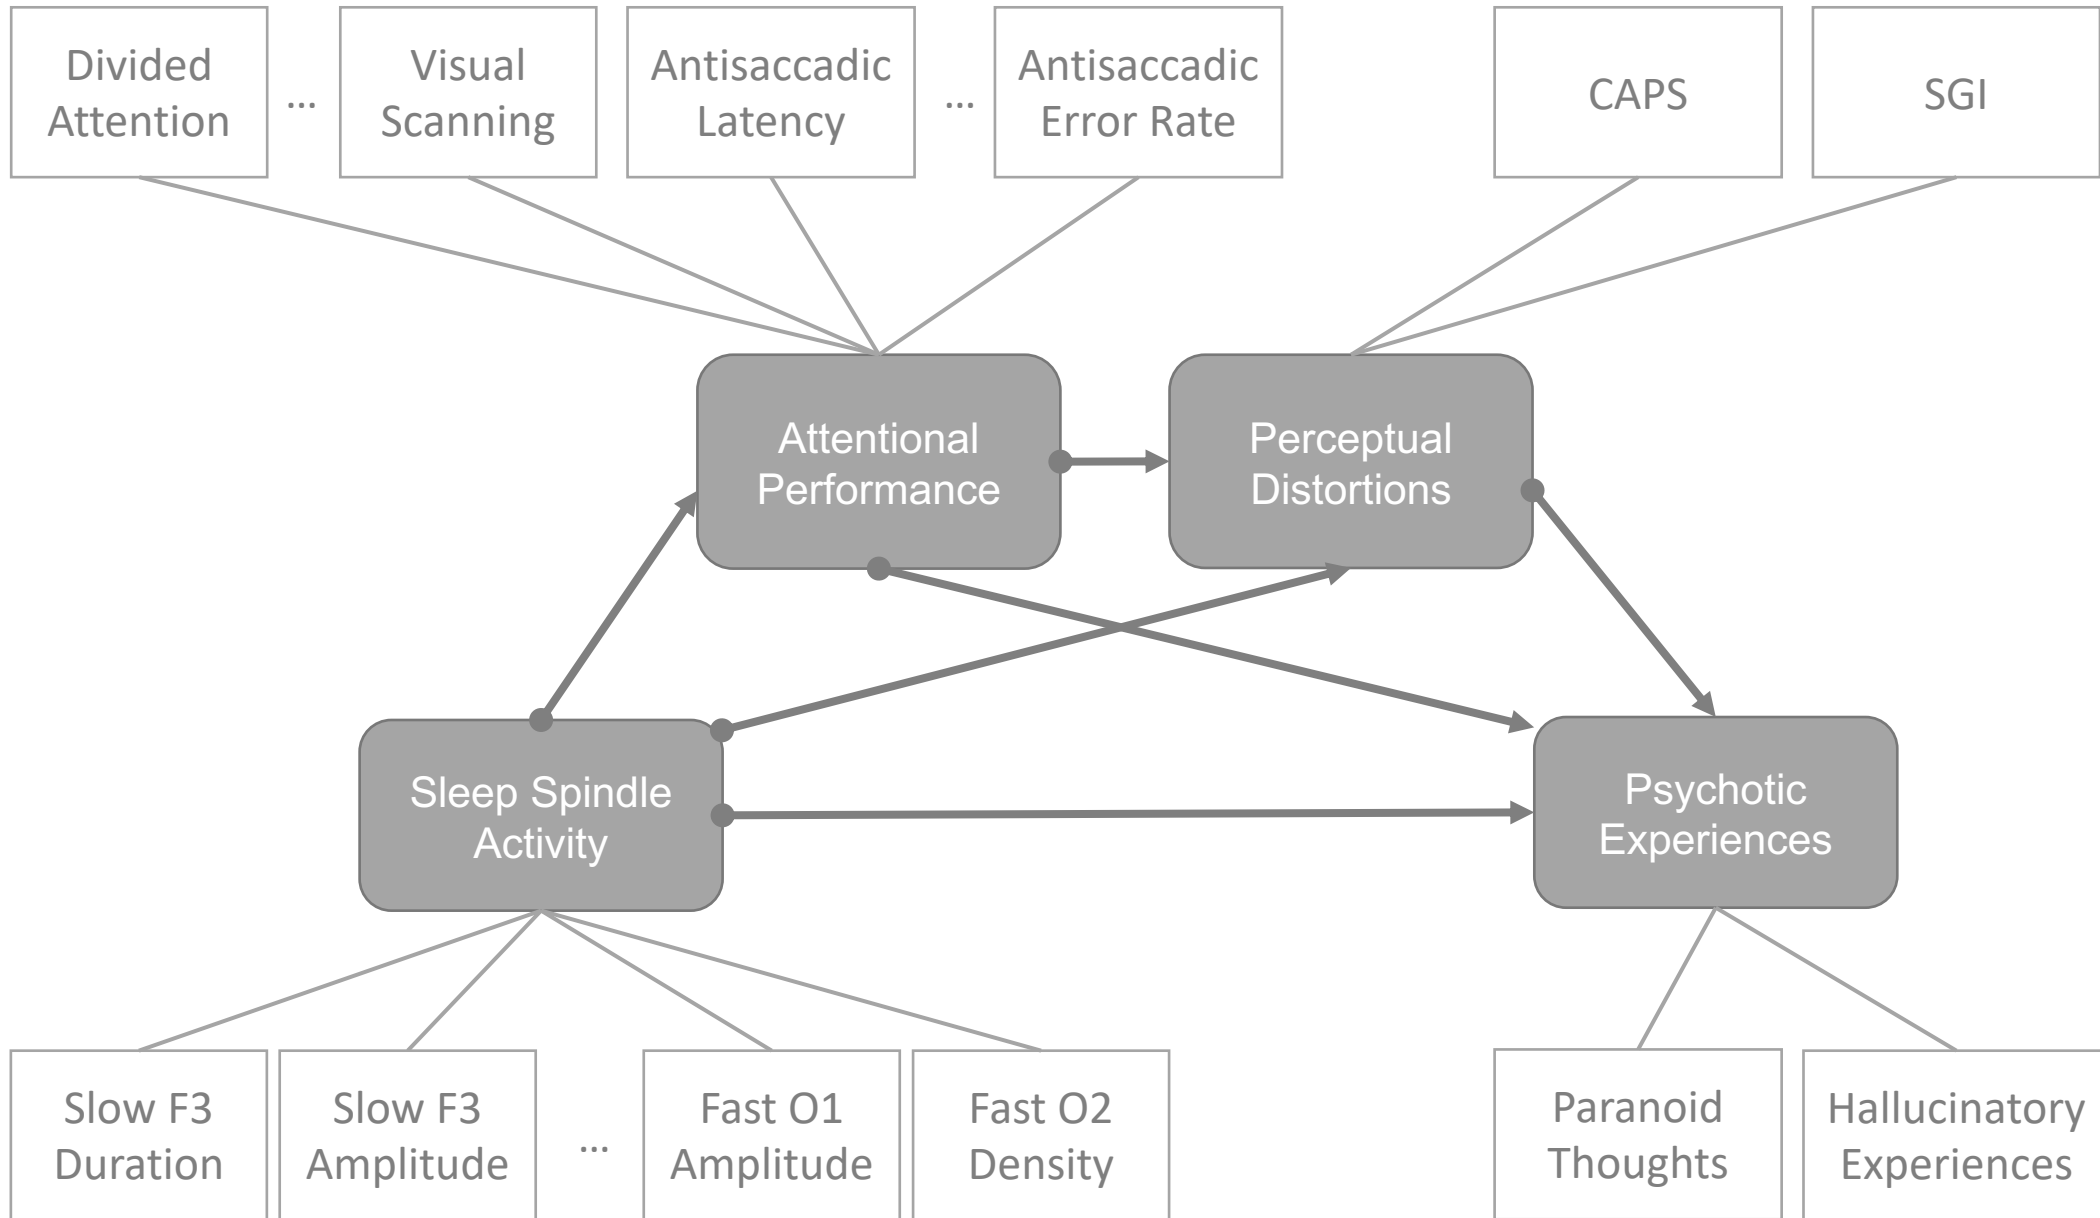 Divided
Attention
...
Visual
Scanning
Antisaccadic
Latency
...
Antisaccadic
Error Rate
CAPS
SGI
Attentional
Performance
Perceptual
Distortions
Sleep Spindle
Activity
Psychotic
Experiences
Slow F3
Duration
Slow F3
Amplitude
...
Fast O1
Amplitude
Fast O2
Density
Paranoid
Thoughts
Hallucinatory
Experiences